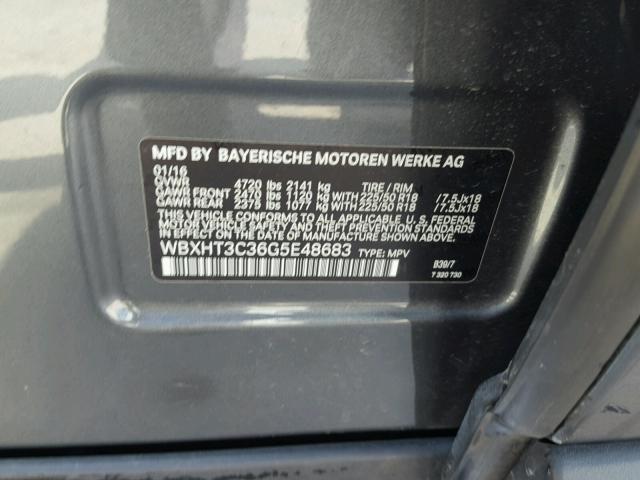 MFD BY BAYERISCHE MOTOREN WERKE AG
01/16
GVWR 4720 lbs 2141 kg TIRE / RIM
GAWR FRONT 2470 lbs 1120 kg WITH 225/50 R18 /7.5Jx18
GAWR REAR 2375 lbs 1077 kg WITH 225/50 R18 /7.5Jx18
THIS VEHICLE CONFORMS TO ALL APPLICABLE U.S. FEDERAL
MOTOR VEHICLE SAFETY AND THEFT PREVENTION STANDARDS
IN EFFECT ON THE DATE OF MANUFACTURE SHOWN ABOVE.
WBXHT3C36G5E48683 TYPE: MPV
B39/7
7 320 730